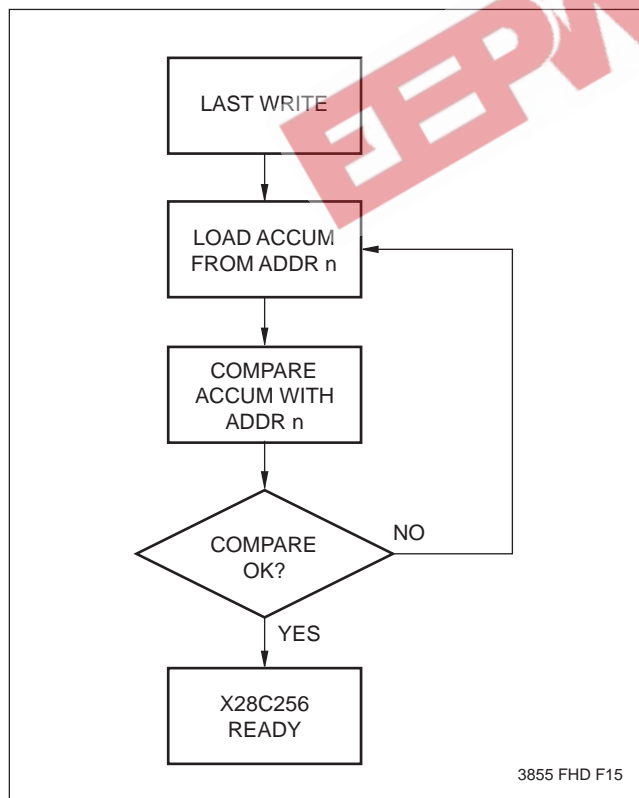 EEPW
LAST WRITE
LOAD ACCUM
FROM ADDR n
COMPARE
ACCUM WITH
ADDR n
COMPARE
OK?
NO
YES
X28C256
READY
3855 FHD F15